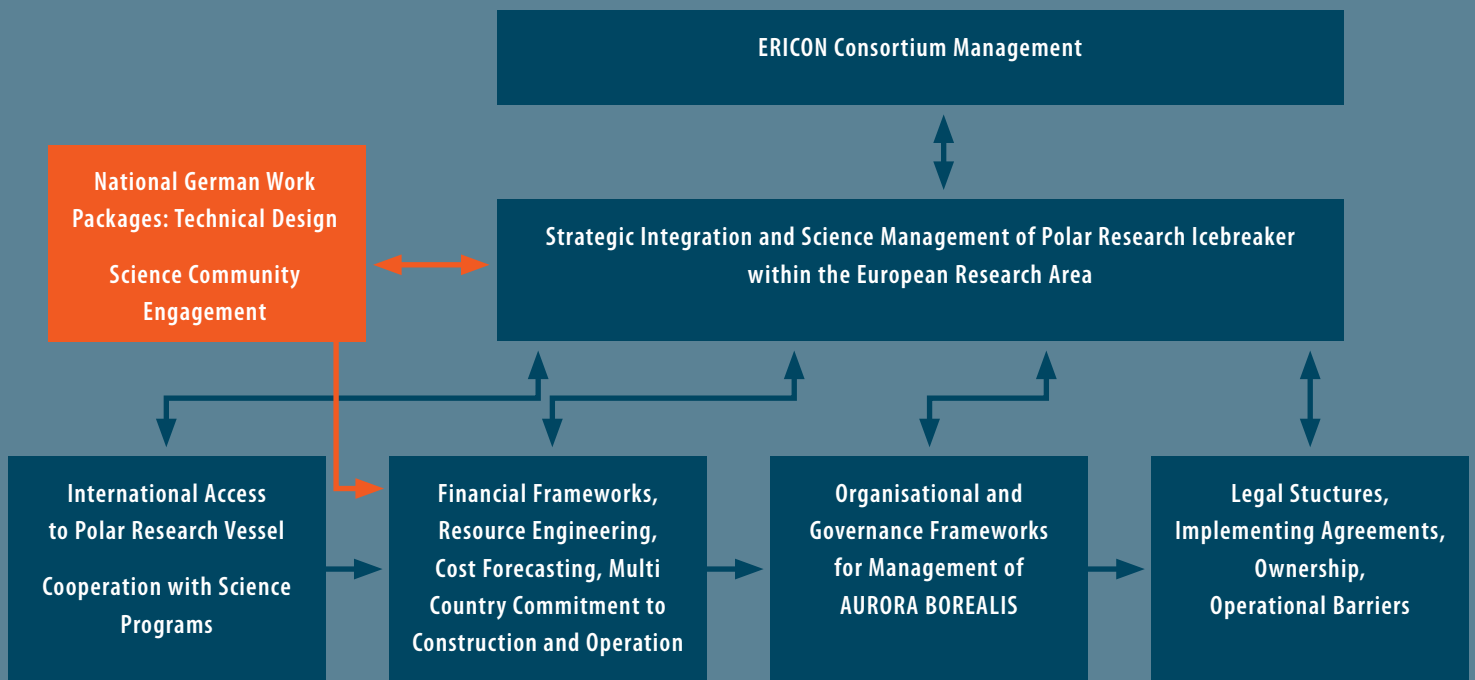 ERICON Consortium Management
National German Work
Packages: Technical Design
Science Community
Engagement
Strategic Integration and Science Management of Polar Research Icebreaker
within the European Research Area
International Access
to Polar Research Vessel
Cooperation with Science
Programs
Financial Frameworks,
Resource Engineering,
Cost Forecasting, Multi
Country Commitment to
Construction and Operation
Organisational and
Governance Frameworks
for Management of
AURORA BOREALIS
Legal Stuctures,
Implementing Agreements,
Ownership,
Operational Barriers